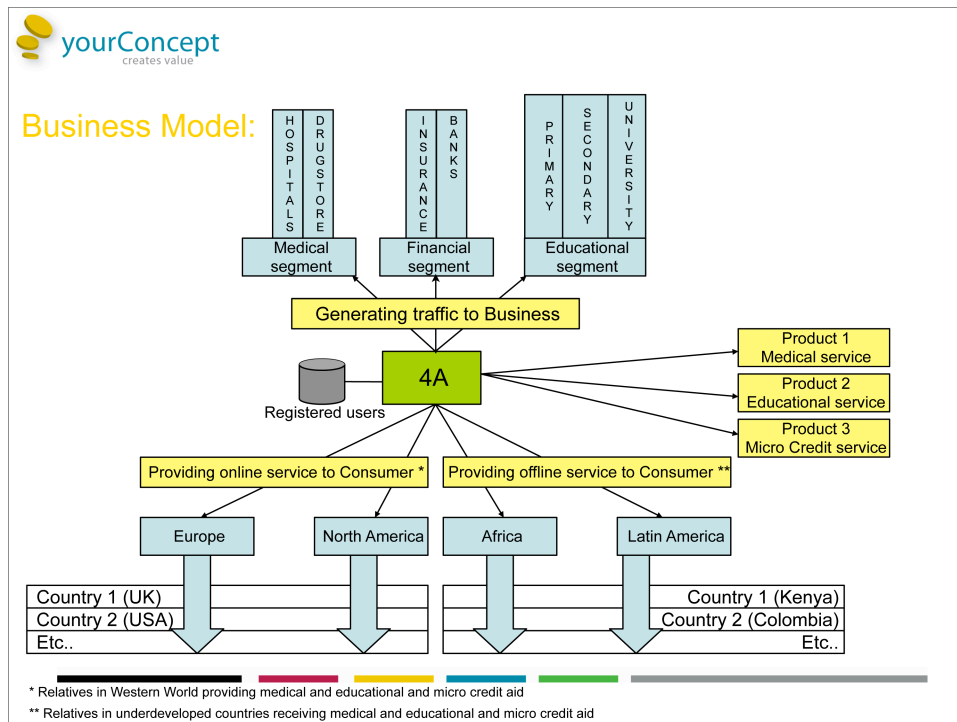 yourConcept
creates value
Business Model:
HOSPITALS
DRUGSTORE
INSURANCE
BANKS
PRIMARY
SECONDARY
UNIVERSITY
Medical
segment
Financial
segment
Educational
segment
Generating traffic to Business
4A
Registered users
Product 1
Medical service
Product 2
Educational service
Product 3
Micro Credit service
Providing online service to Consumer *
Providing offline service to Consumer **
Europe
North America
Africa
Latin America
Country 1 (UK)
Country 2 (USA)
Etc..
Country 1 (Kenya)
Country 2 (Colombia)
Etc..
* Relatives in Western World providing medical and educational and micro credit aid
** Relatives in underdeveloped countries receiving medical and educational and micro credit aid